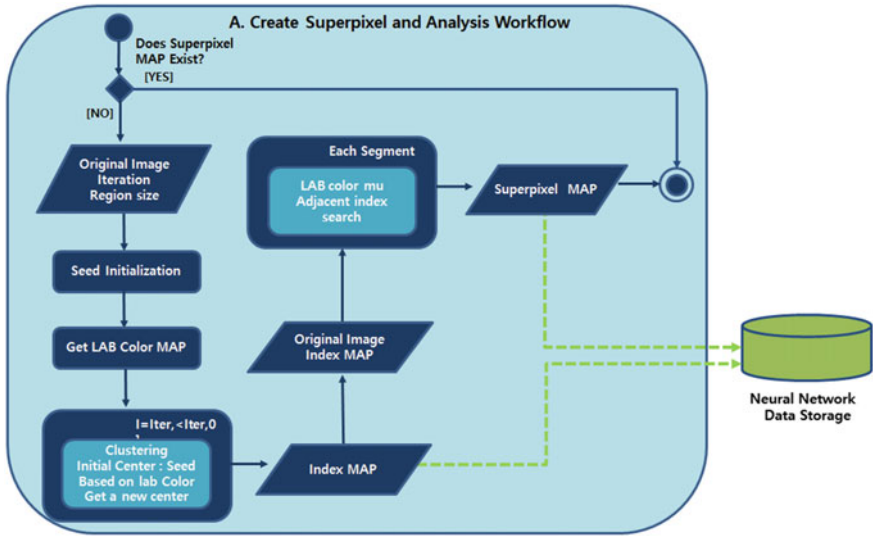 A. Create Superpixel and Analysis Workflow
Does Superpixel
MAP Exist?
[YES]
[NO]
Original Image
Iteration
Region size
Seed Initialization
Get LAB Color MAP
I=Iter,<Iter,0
)
Clustering
Initial Center : Seed
Based on lab Color
Get a new center
Index MAP
Original Image
Index MAP
Each Segment
LAB color mu
Adjacent index
search
Superpixel MAP
Neural Network
Data Storage